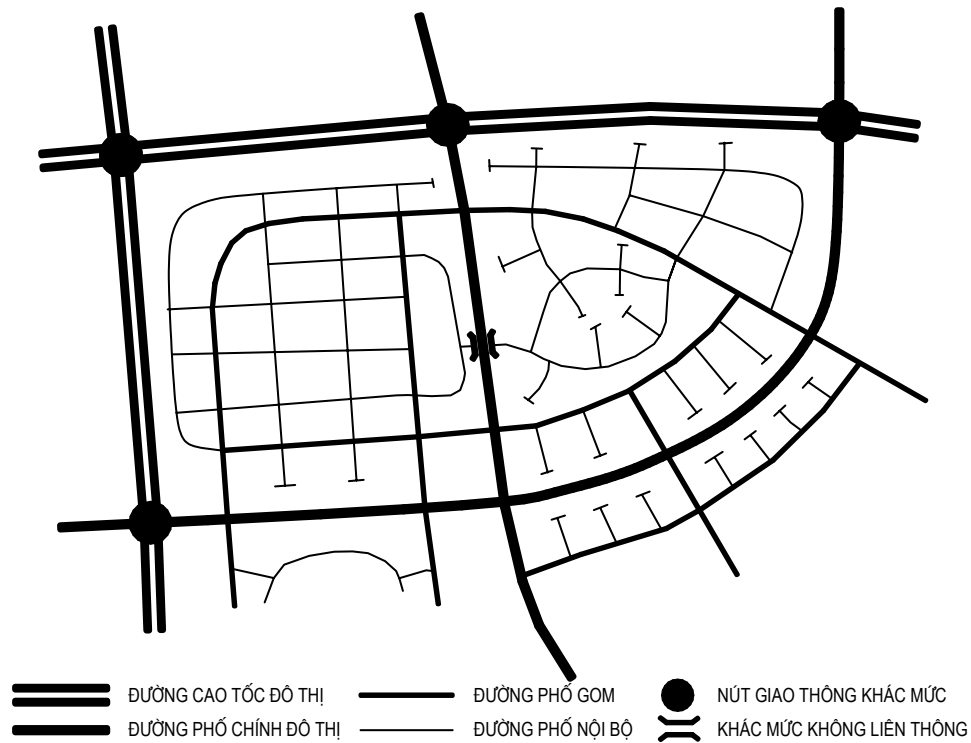 ĐƯỜNG CAO TỐC ĐÔ THỊ
ĐƯỜNG PHỐ GOM
NÚT GIAO THÔNG KHÁC MỨC
ĐƯỜNG PHỐ CHÍNH ĐÔ THỊ
ĐƯỜNG PHỐ NỘI BỘ
KHÁC MỨC KHÔNG LIÊN THÔNG